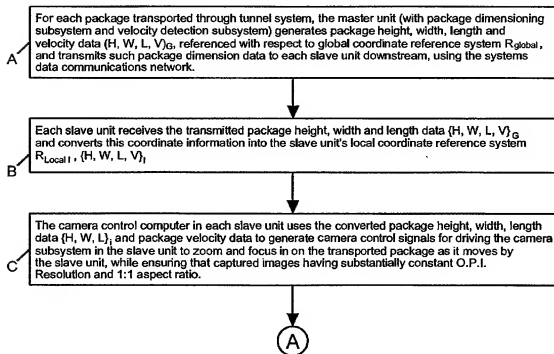 For each package transported through tunnel system, the master unit (with package dimensioning
subsystem and velocity detection subsystem) generates package height, width, length and
velocity data (H, W, L, V)G, referenced with respect to global coordinate reference system Rglobal,
and transmits such package dimension data to each slave unit downstream, using the systems
data communications network.
A
Each slave unit receives the transmitted package height, width and length data {H, W, L, V}G
and converts this coordinate information into the slave unit's local coordinate reference system
RLocal I , {H, W, L, V}I
B
The camera control computer in each slave unit uses the converted package height, width, length
data {H, W, L}i and package velocity data to generate camera control signals for driving the camera
subsystem in the slave unit to zoom and focus in on the transported package as it moves by
the slave unit, while ensuring that captured images having substantially constant O.P.I.
Resolution and 1:1 aspect ratio.
C
A